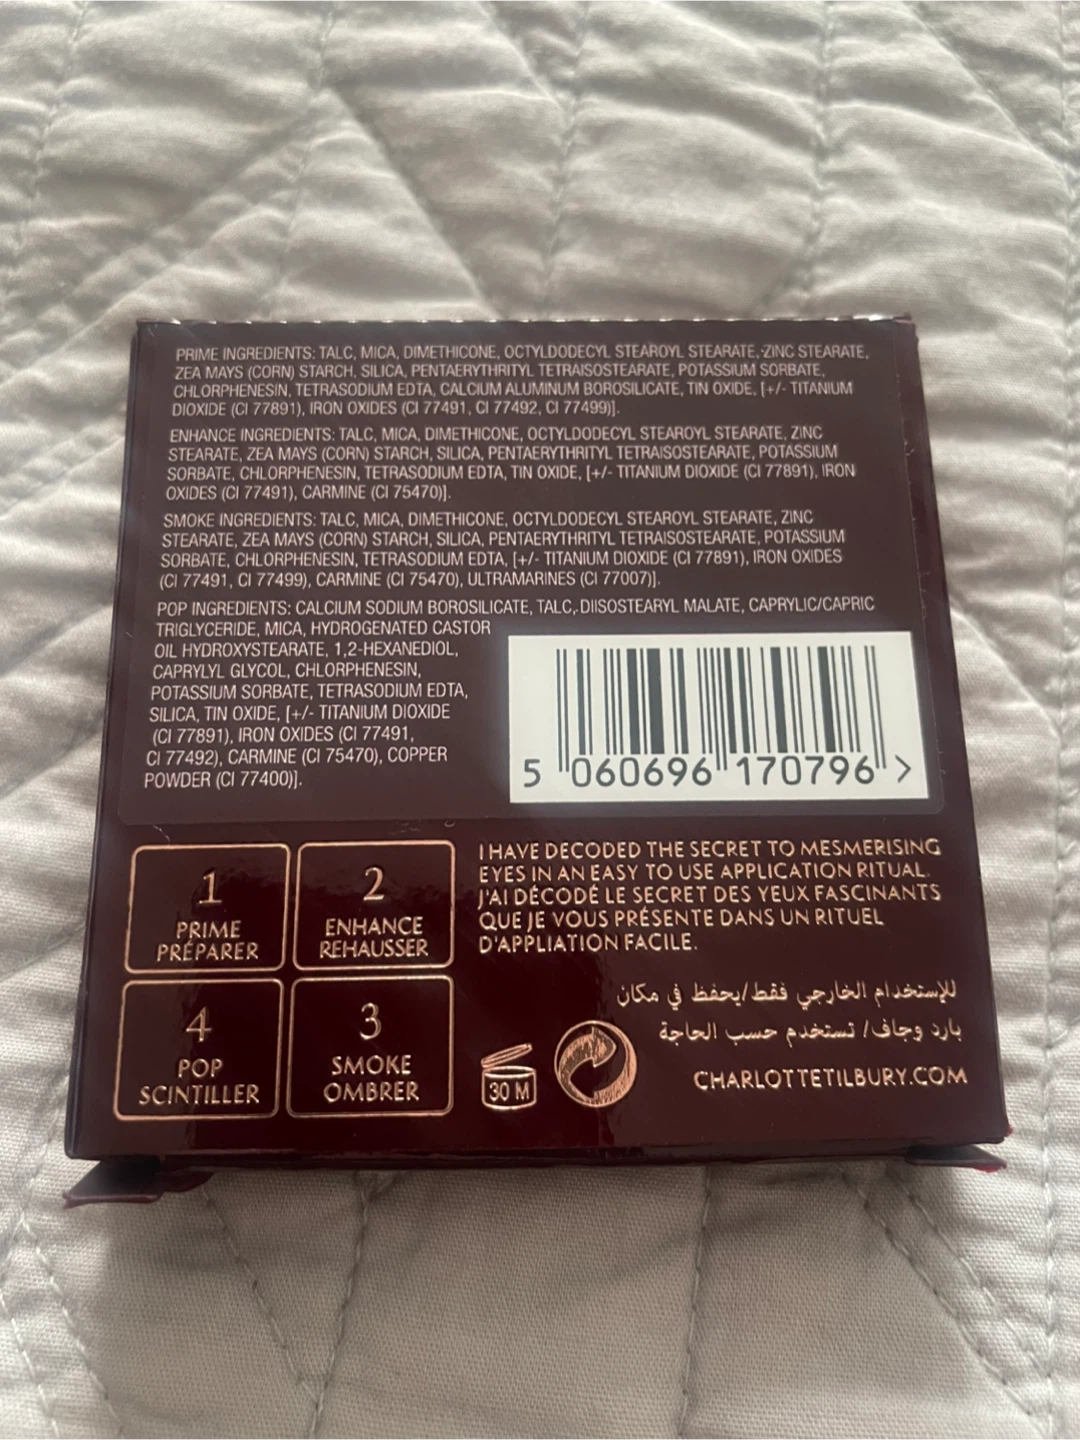 PRIME INGREDIENTS: TALC, MICA, DIMETHICONE, OCTYLDODECYL STEAROYL STEARATE, ZINC STEARATE,
ZEA MAYS (CORN) STARCH, SILICA, PENTAERYTHRITYL TETRAISOSTEARATE, POTASSIUM SORBATE,
CHLORPHENESIN, TETRASODIUM EDTA, CALCIUM ALUMINUM BOROSILICATE, TIN OXIDE, [+/- TITANIUM
DIOXIDE (CI 77891), IRON OXIDES (CI 77491, CI 77492, CI 77499)].
ENHANCE INGREDIENTS: TALC, MICA, DIMETHICONE, OCTYLDODECYL STEAROYL STEARATE, ZINC
STEARATE, ZEA MAYS (CORN) STARCH, SILICA, PENTAERYTHRITYL TETRAISOSTEARATE, POTASSIUM
SORBATE, CHLORPHENESIN, TETRASODIUM EDTA, TIN OXIDE, [+/- TITANIUM DIOXIDE (CI 77891), IRON
OXIDES (CI 77491), CARMINE (CI 75470)].
SMOKE INGREDIENTS: TALC, MICA, DIMETHICONE, OCTYLDODECYL STEAROYL STEARATE, ZINC
STEARATE, ZEA MAYS (CORN) STARCH, SILICA, PENTAERYTHRITYL TETRAISOSTEARATE, POTASSIUM
SORBATE, CHLORPHENESIN, TETRASODIUM EDTA, [+/- TITANIUM DIOXIDE (CI 77891), IRON OXIDES
(CI 77491, CI 77499), CARMINE (CI 75470), ULTRAMARINES (CI 77007)].
POP INGREDIENTS: CALCIUM SODIUM BOROSILICATE, TALC, DIISOSTEARYL MALATE, CAPRYLIC/CAPRIC
TRIGLYCERIDE, MICA, HYDROGENATED CASTOR
OIL HYDROXYSTEARATE, 1,2-HEXANEDIOL,
CAPRYLYL GLYCOL, CHLORPHENESIN,
POTASSIUM SORBATE, TETRASODIUM EDTA,
SILICA, TIN OXIDE, [+/- TITANIUM DIOXIDE
(CI 77891), IRON OXIDES (CI 77491,
CI 77492), CARMINE (CI 75470), COPPER
POWDER (CI 77400)].
5 060696 170796 >
1
PRIME
PRÉPARER
2
ENHANCE
REHAUSSER
4
POP
SCINTILLER
3
SMOKE
OMBRER
I HAVE DECODED THE SECRET TO MESMERISING
EYES IN AN EASY TO USE APPLICATION RITUAL.
J'AI DÉCODÉ LE SECRET DES YEUX FASCINANTS
QUE JE VOUS PRÉSENTE DANS UN RITUEL
D'APPLIATION FACILE.
للإستخدام الخارجي فقط/يحفظ في مكان
بارد وجاف/ تستخدم حسب الحاجة
30 M
CHARLOTTETILBURY.COM